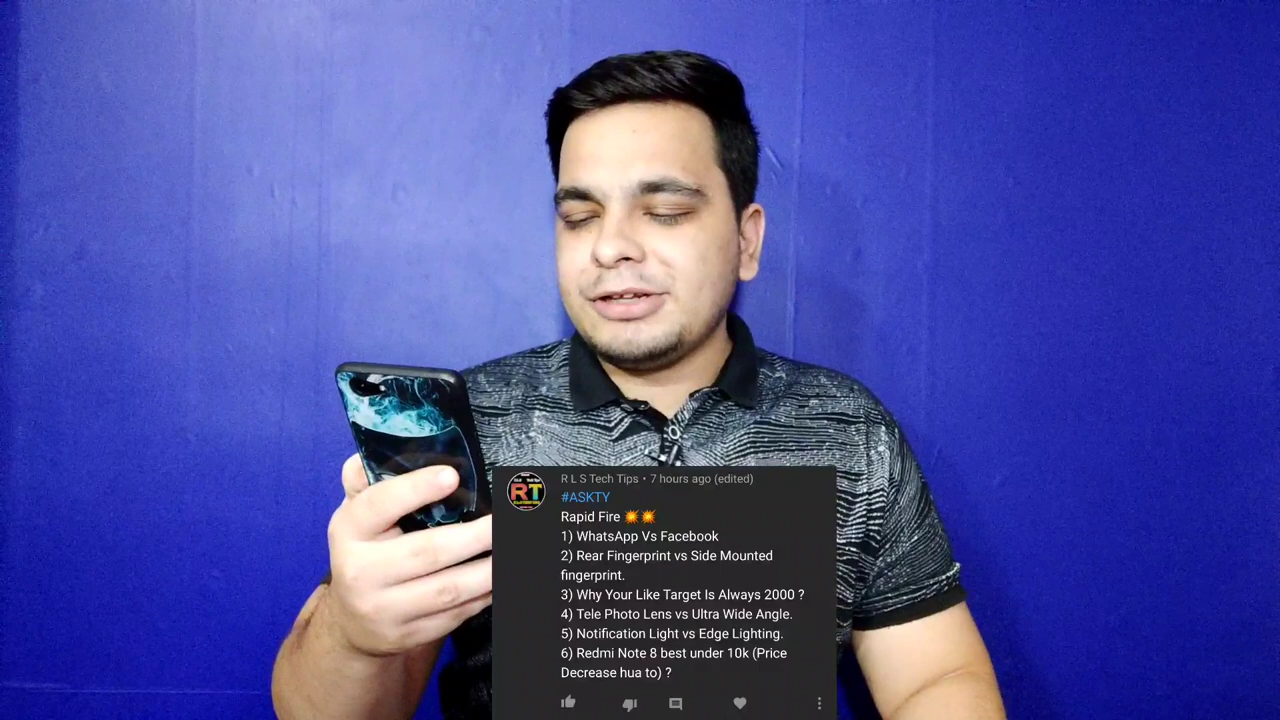 RT
R L S Tech Tips • 7 hours ago (edited)
#ASKTY
Rapid Fire 💥💥
1) WhatsApp Vs Facebook
2) Rear Fingerprint vs Side Mounted
fingerprint.
3) Why Your Like Target Is Always 2000 ?
4) Tele Photo Lens vs Ultra Wide Angle.
5) Notification Light vs Edge Lighting.
6) Redmi Note 8 best under 10k (Price
Decrease hua to) ?